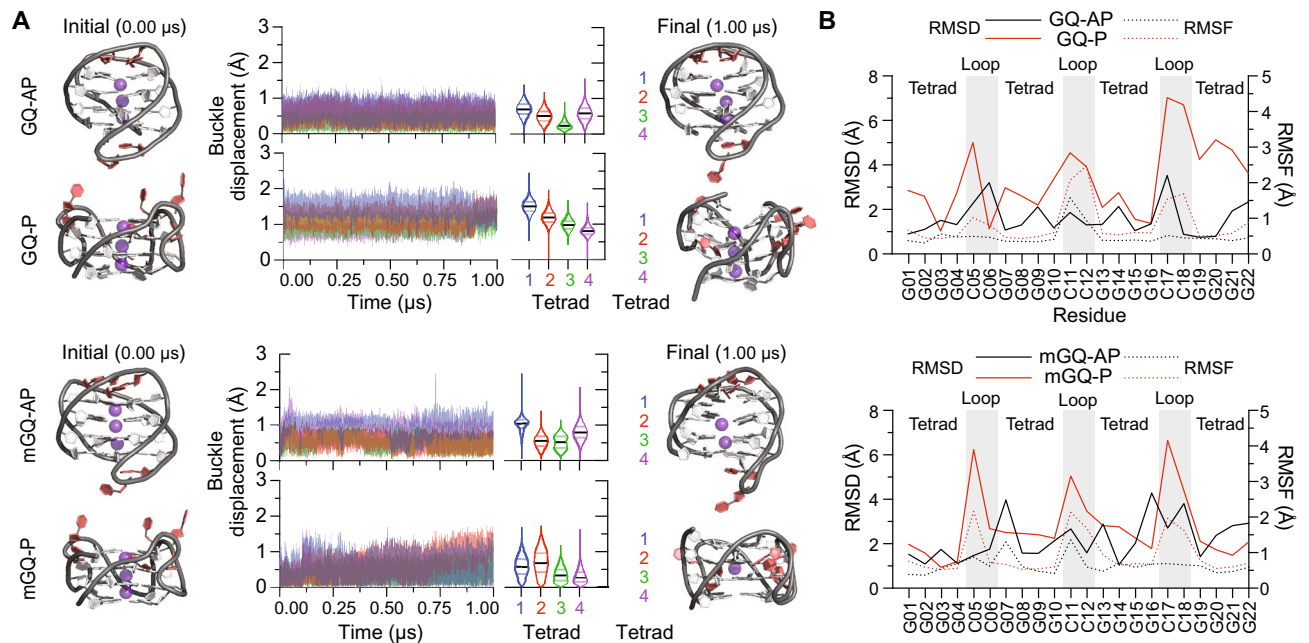 A
Initial (0.00 µs)
Final (1.00 µs)
GQ-AP
GQ-P
Buckle
displacement (Å)
3
2
1
0
3
2
1
0
0.00 0.25 0.50 0.75 1.00
Time (µs)
1 2 3 4
Tetrad
1
2
3
4
1
2
3
4
Tetrad
Initial (0.00 µs)
Final (1.00 µs)
mGQ-AP
mGQ-P
Buckle
displacement (Å)
3
2
1
0
3
2
1
0
0.00 0.25 0.50 0.75 1.00
Time (µs)
1 2 3 4
Tetrad
1
2
3
4
1
2
3
4
Tetrad
B
RMSD GQ-AP RMSF
GQ-P
Loop Loop Loop
Tetrad Tetrad Tetrad Tetrad
RMSD (Å)
8
6
4
2
0
RMSF (Å)
5
4
3
2
1
0
G01 G02 G03 G04 C05 C06 G07 G08 G09 G10 C11 C12 G13 G14 G15 G16 C17 C18 G19 G20 G21 G22
Residue
RMSD mGQ-AP RMSF
mGQ-P
Loop Loop Loop
Tetrad Tetrad Tetrad Tetrad
RMSD (Å)
8
6
4
2
0
RMSF (Å)
5
4
3
2
1
0
G01 G02 G03 G04 C05 C06 G07 G08 G09 G10 C11 C12 G13 G14 G15 G16 C17 C18 G19 G20 G21 G22